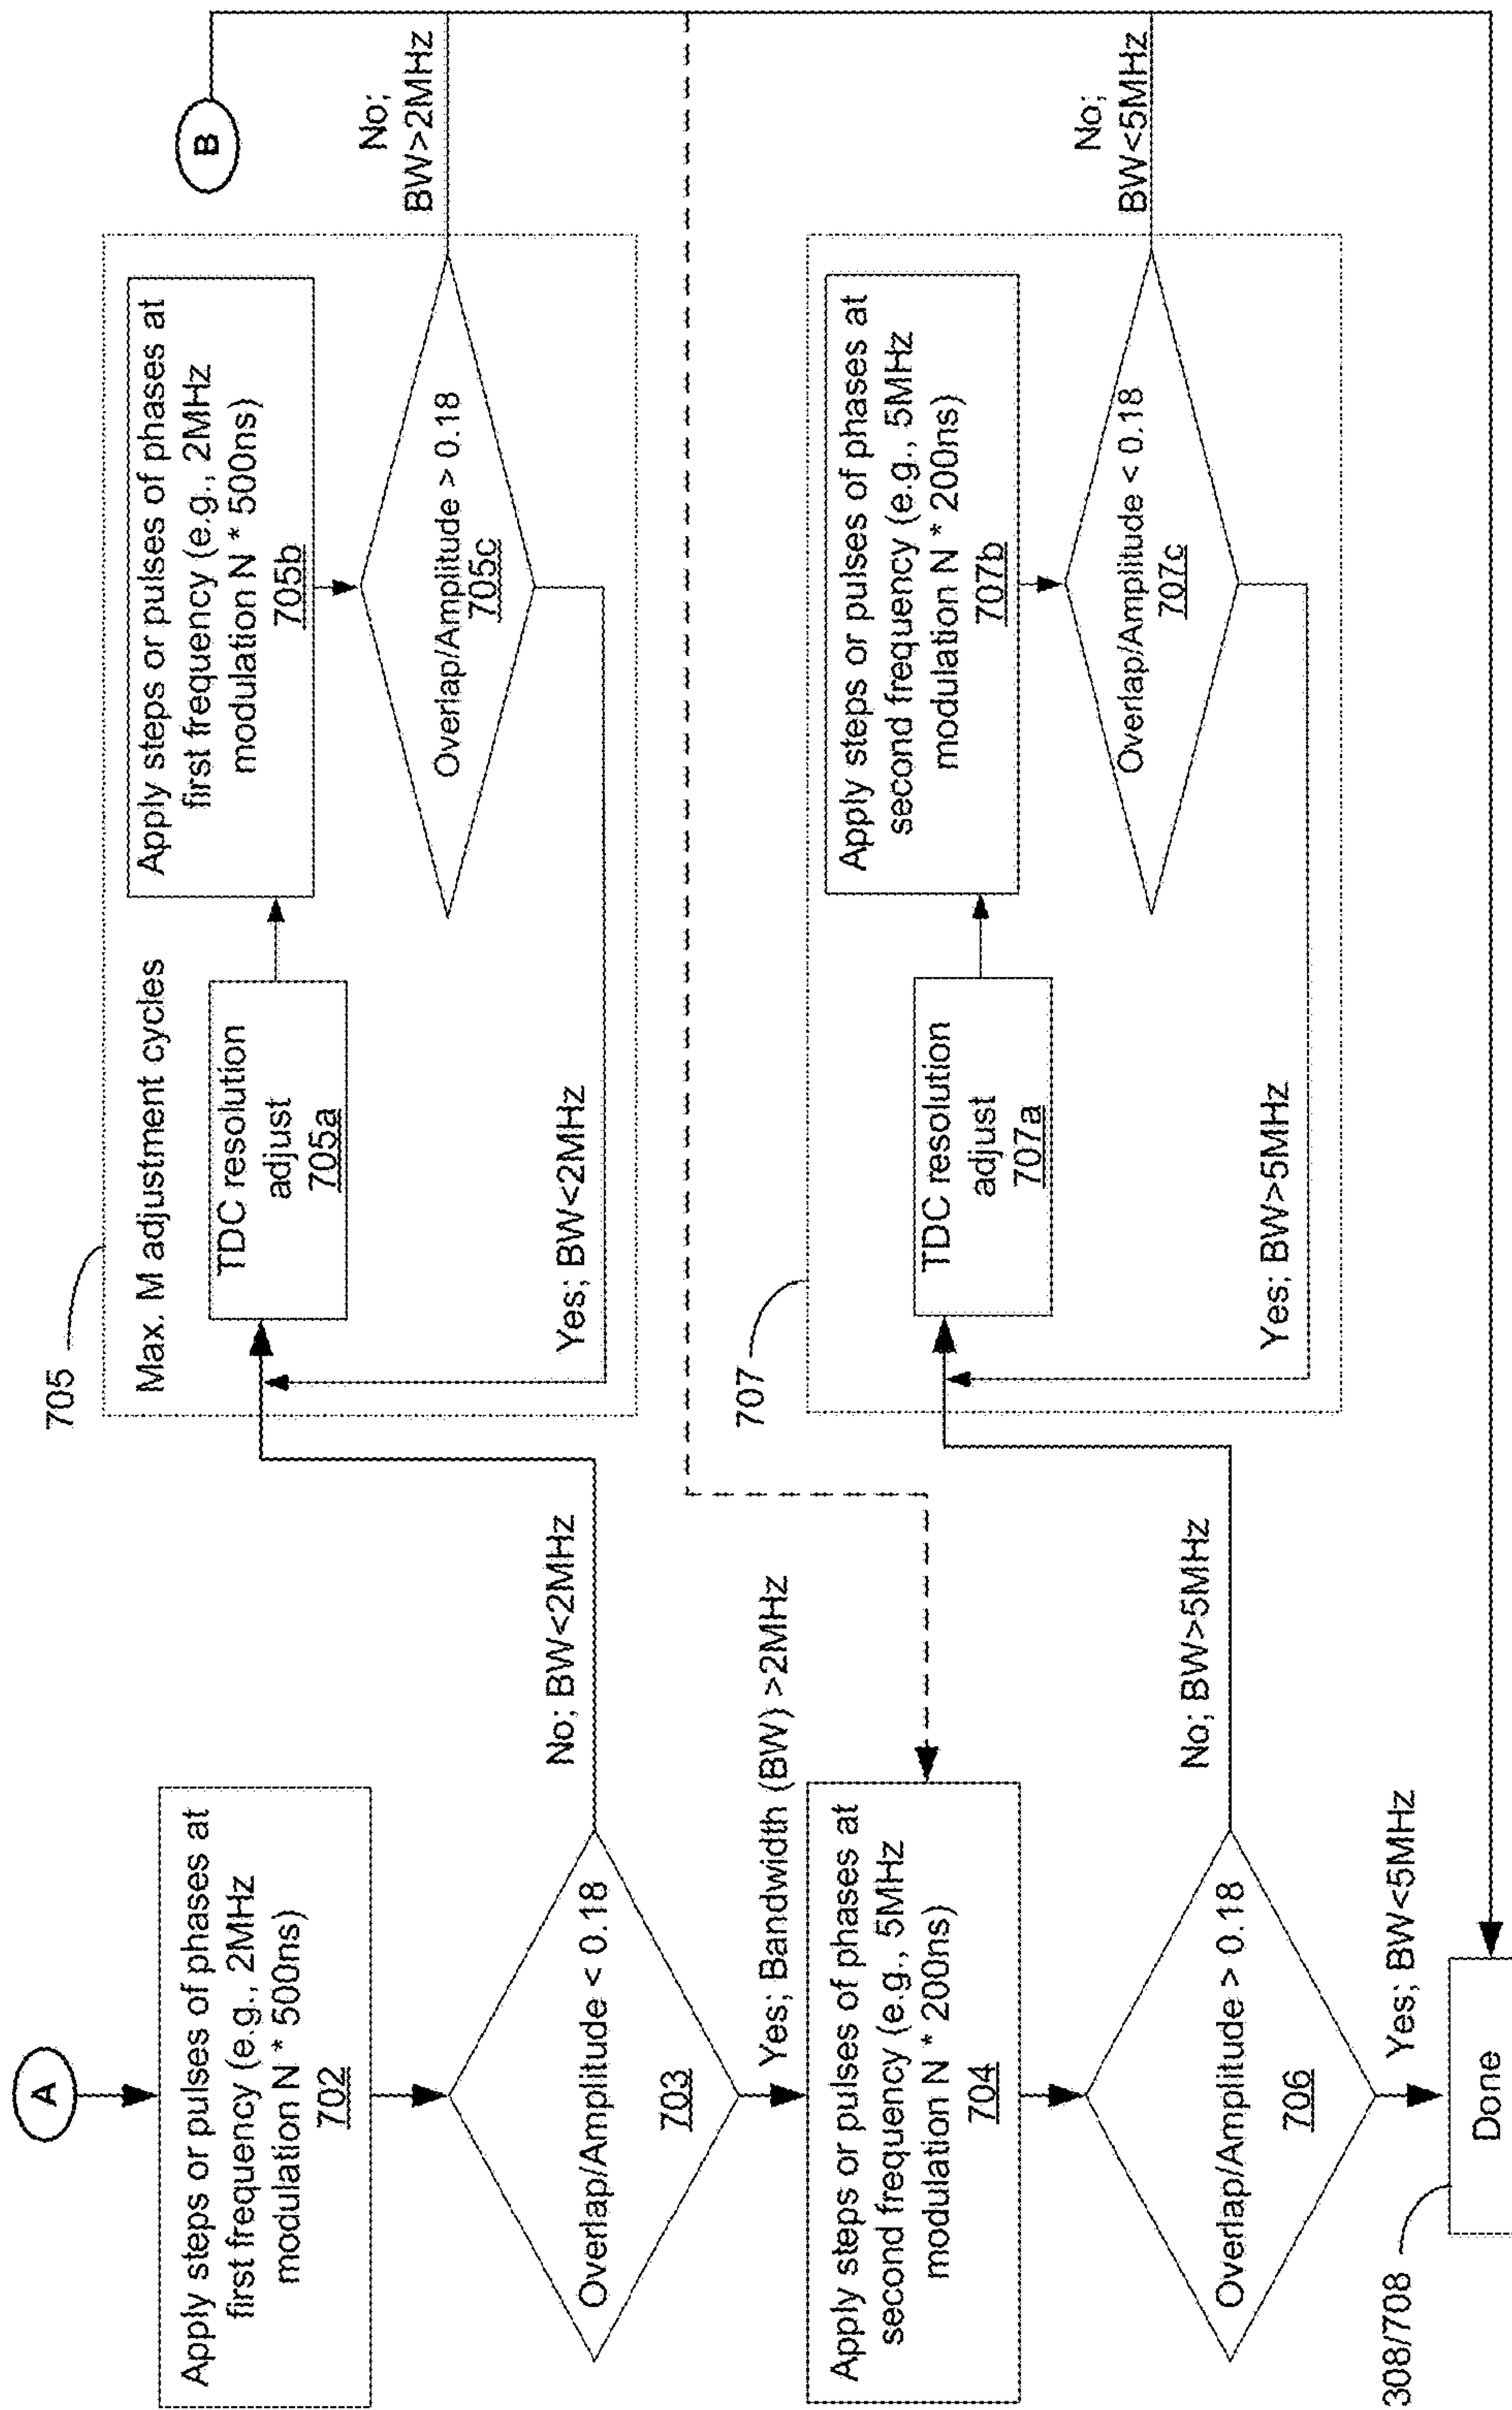 A
Apply steps or pulses of phases at
first frequency (e.g., 2MHz
modulation N * 500ns)
702
Overlap/Amplitude < 0.18
703
No; BW<2MHz
Yes; Bandwidth (BW) >2MHz
Apply steps or pulses of phases at
second frequency (e.g., 5MHz
modulation N * 200ns)
704
Overlap/Amplitude > 0.18
706
No; BW>5MHz
Yes; BW<5MHz
308/708
Done
705
Max. M adjustment cycles
TDC resolution
adjust
705a
Apply steps or pulses of phases at
first frequency (e.g., 2MHz
modulation N * 500ns)
705b
Overlap/Amplitude > 0.18
705c
Yes; BW<2MHz
No;
BW>2MHz
B
707
TDC resolution
adjust
707a
Apply steps or pulses of phases at
second frequency (e.g., 5MHz
modulation N * 200ns)
707b
Overlap/Amplitude < 0.18
707c
Yes; BW>5MHz
No;
BW<5MHz